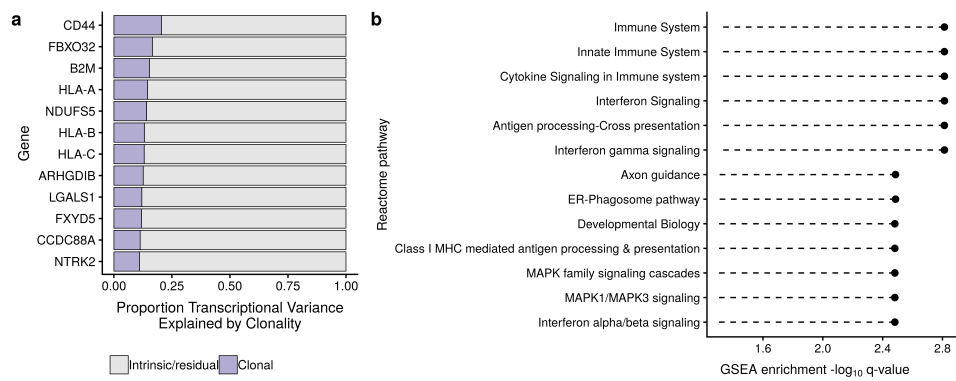 a
Gene
CD44
FBXO32
B2M
HLA-A
NDUFS5
HLA-B
HLA-C
ARHGDIB
LGALS1
FXYD5
CCDC88A
NTRK2
0.00 0.25 0.50 0.75 1.00
Proportion Transcriptional Variance
Explained by Clonality
Intrinsic/residual Clonal
b
Reactome pathway
Immune System
Innate Immune System
Cytokine Signaling in Immune system
Interferon Signaling
Antigen processing-Cross presentation
Interferon gamma signaling
Axon guidance
ER-Phagosome pathway
Developmental Biology
Class I MHC mediated antigen processing & presentation
MAPK family signaling cascades
MAPK1/MAPK3 signaling
Interferon alpha/beta signaling
1.6 2.0 2.4 2.8
GSEA enrichment -log₁₀ q-value